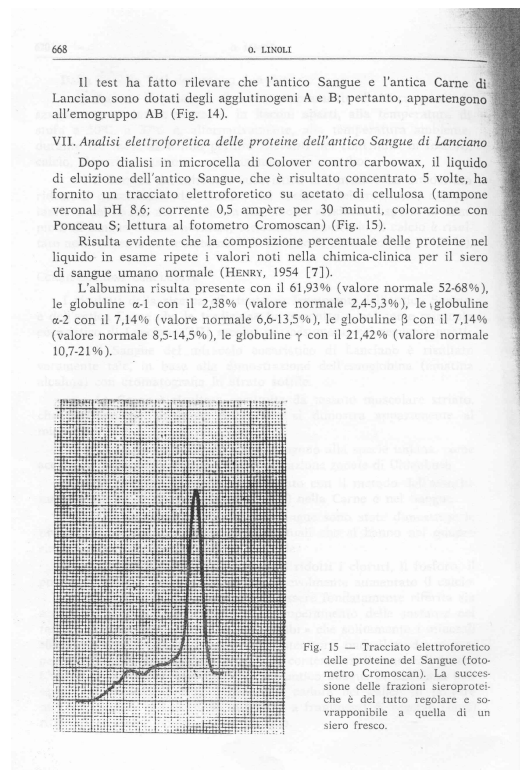 668
O. LINOLI
Il test ha fatto rilevare che l'antico Sangue e l'antica Carne di
Lanciano sono dotati degli agglutinogeni A e B; pertanto, appartengono
all'emogruppo AB (Fig. 14).
VII. Analisi elettroforetica delle proteine dell'antico Sangue di Lanciano
Dopo dialisi in microcella di Colover contro carbowax, il liquido
di eluizione dell'antico Sangue, che è risultato concentrato 5 volte, ha
fornito un tracciato elettroforetico su acetato di cellulosa (tampone
veronal pH 8,6; corrente 0,5 ampère per 30 minuti, colorazione con
Ponceau S; lettura al fotometro Cromoscan) (Fig. 15).
Risulta evidente che la composizione percentuale delle proteine nel
liquido in esame ripete i valori noti nella chimica-clinica per il siero
di sangue umano normale (HENRY, 1954 [7]).
L'albumina risulta presente con il 61,93% (valore normale 52-68%),
le globuline α-1 con il 2,38% (valore normale 2,4-5,3%), le globuline
α-2 con il 7,14% (valore normale 6,6-13,5%), le globuline β con il 7,14%
(valore normale 8,5-14,5%), le globuline γ con il 21,42% (valore normale
10,7-21%).
Fig. 15 — Tracciato elettroforetico
delle proteine del Sangue (foto-
metro Cromoscan). La succes-
sione delle frazioni sieroprotei-
che è del tutto regolare e so-
vrapponibile a quella di un
siero fresco.